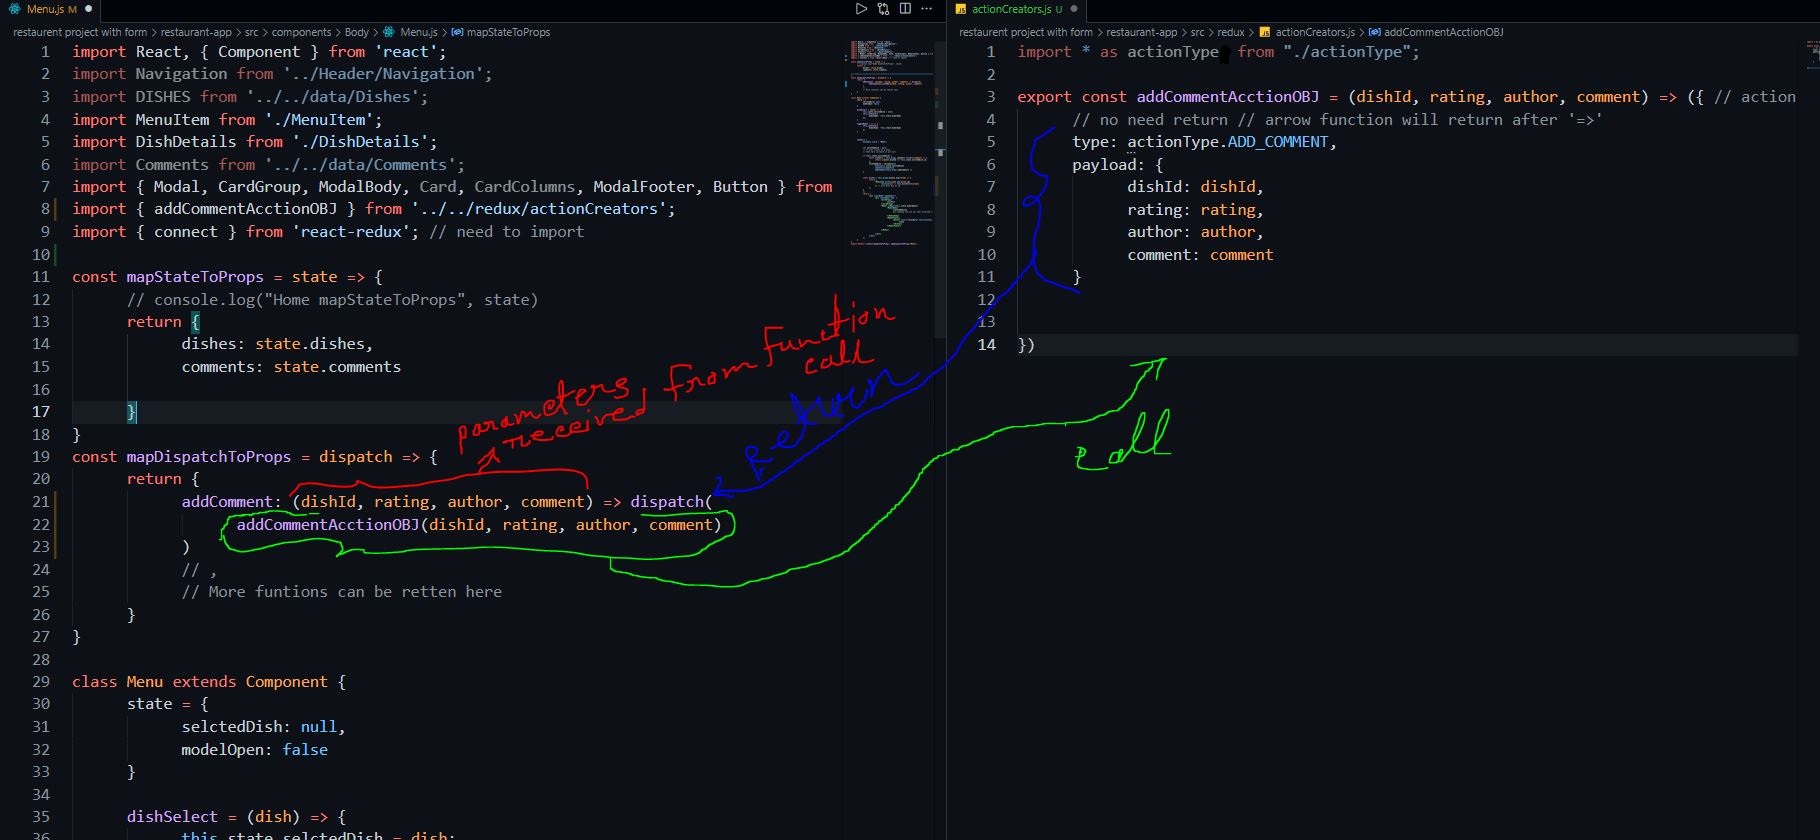 Menu.js M
restaurent project with form > restaurant-app > src > components > Body > Menu.js > mapStateToProps
1 import React, { Component } from 'react';
2 import Navigation from '../Header/Navigation';
3 import DISHES from '../../data/Dishes';
4 import MenuItem from './MenuItem';
5 import DishDetails from './DishDetails';
6 import Comments from '../../data/Comments';
7 import { Modal, CardGroup, ModalBody, Card, CardColumns, ModalFooter, Button } from
8 import { addCommentAcctionOBJ } from '../../redux/actionCreators';
9 import { connect } from 'react-redux'; // need to import
10
11 const mapStateToProps = state => {
12 // console.log("Home mapStateToProps", state)
13 return {
14 dishes: state.dishes,
15 comments: state.comments
16
17 }
18 }
19 const mapDispatchToProps = dispatch => {
20 return {
21 addComment: (dishId, rating, author, comment) => dispatch(
22 addCommentAcctionOBJ(dishId, rating, author, comment)
23 )
24 // ,
25 // More funtions can be retten here
26 }
27 }
28
29 class Menu extends Component {
30 state = {
31 selctedDish: null,
32 modelOpen: false
33 }
34
35 dishSelect = (dish) => {
36 this.state.selctedDish = dish;
parameters
received from function
call
return
call
actionCreators.js U
restaurent project with form > restaurant-app > src > redux > actionCreators.js > addCommentAcctionOBJ
1 import * as actionType from "./actionType";
2
3 export const addCommentAcctionOBJ = (dishId, rating, author, comment) => ({ // action
4 // no need return // arrow function will return after '=>'
5 type: actionType.ADD_COMMENT,
6 payload: {
7 dishId: dishId,
8 rating: rating,
9 author: author,
10 comment: comment
11 }
12
13
14 })